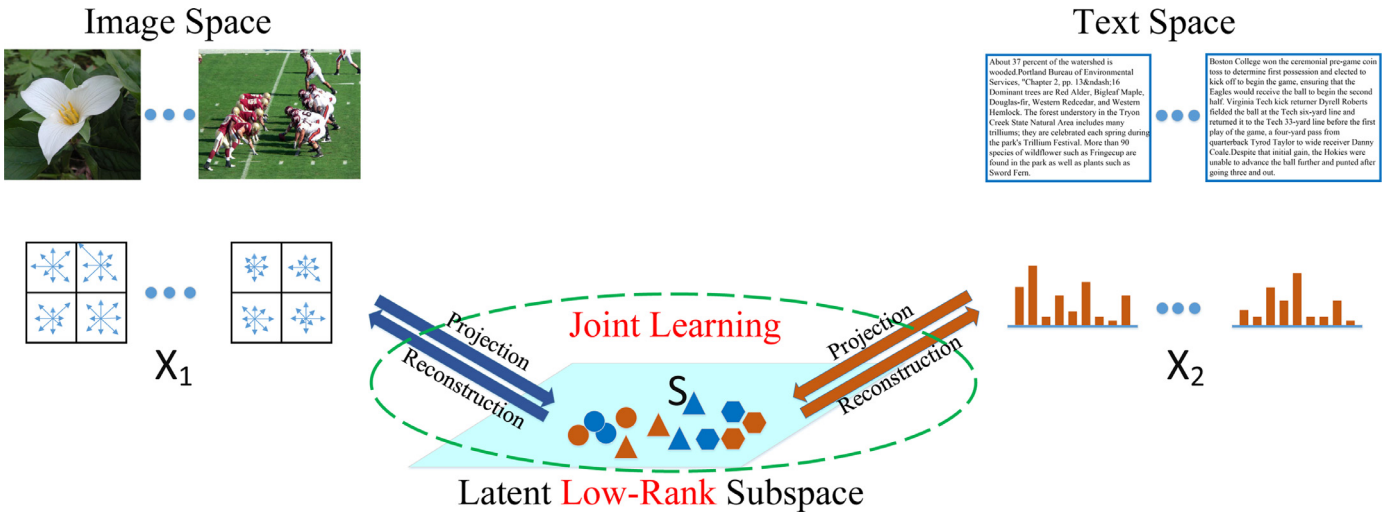 Image Space
Text Space
About 37 percent of the watershed is
wooded.Portland Bureau of Environmental
Services, "Chapter 2, pp. 13&ndash;16
Dominant trees are Red Alder, Bigleaf Maple,
Douglas-fir, Western Redcedar, and Western
Hemlock. The forest understory in the Tryon
Creek State Natural Area includes many
trilliums; they are celebrated each spring during
the park's Trillium Festival. More than 90
species of wildflower such as Fringecup are
found in the park as well as plants such as
Sword Fern.
Boston College won the ceremonial pre-game coin
toss to determine first possession and elected to
kick off to begin the game, ensuring that the
Eagles would receive the ball to begin the second
half. Virginia Tech kick returner Dyrell Roberts
fielded the ball at the Tech six-yard line and
returned it to the Tech 33-yard line before the first
play of the game, a four-yard pass from
quarterback Tyrod Taylor to wide receiver Danny
Coale.Despite that initial gain, the Hokies were
unable to advance the ball further and punted after
going three and out.
X1
Projection
Reconstruction
Joint Learning
S
Projection
Reconstruction
X2
Latent Low-Rank Subspace